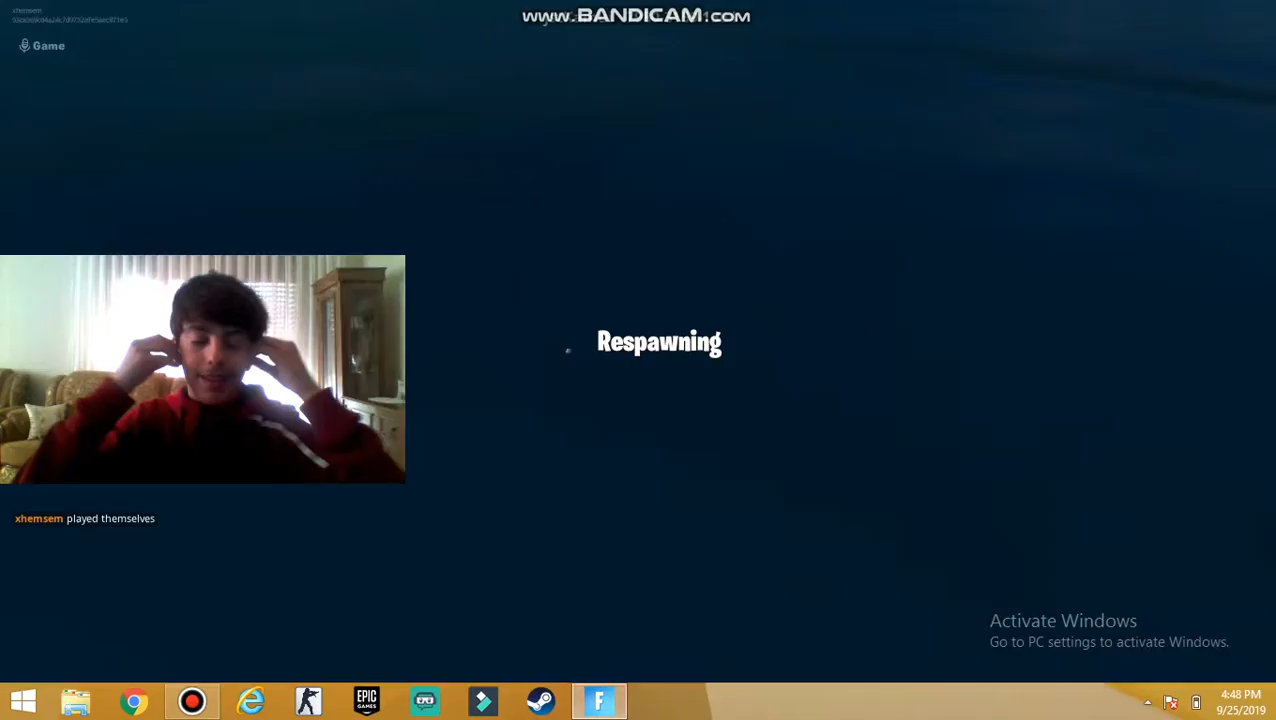 www.BANDICAM.com
xhemsem
Game
Respawning
xhemsem played themselves
Activate Windows
Go to PC settings to activate Windows.
EPIC
GAMES
F
4:48 PM
9/25/2019